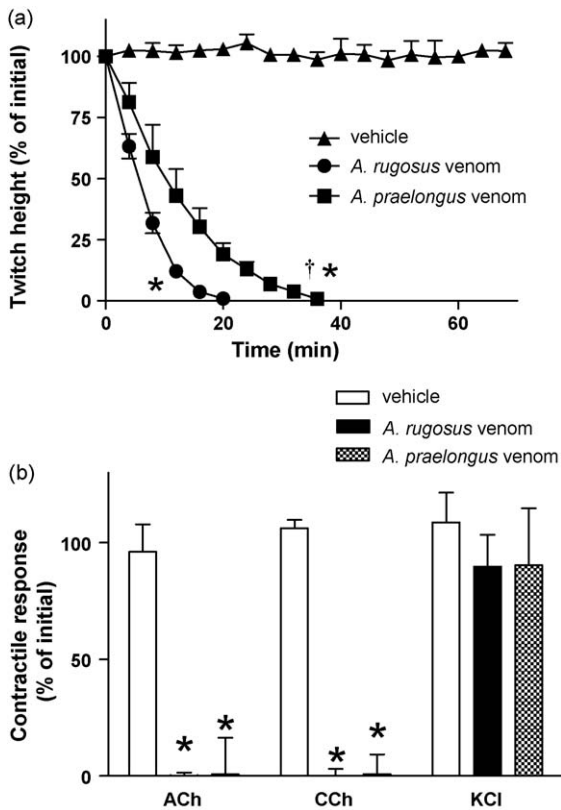 (a)
Twitch height (% of initial)
100
75
50
25
0
vehicle
A. rugosus venom
A. praelongus venom
*
† *
0 20 40 60
Time (min)
vehicle
A. rugosus venom
A. praelongus venom
(b)
Contractile response
(% of initial)
100
50
0
* *
* *
ACh CCh KCl